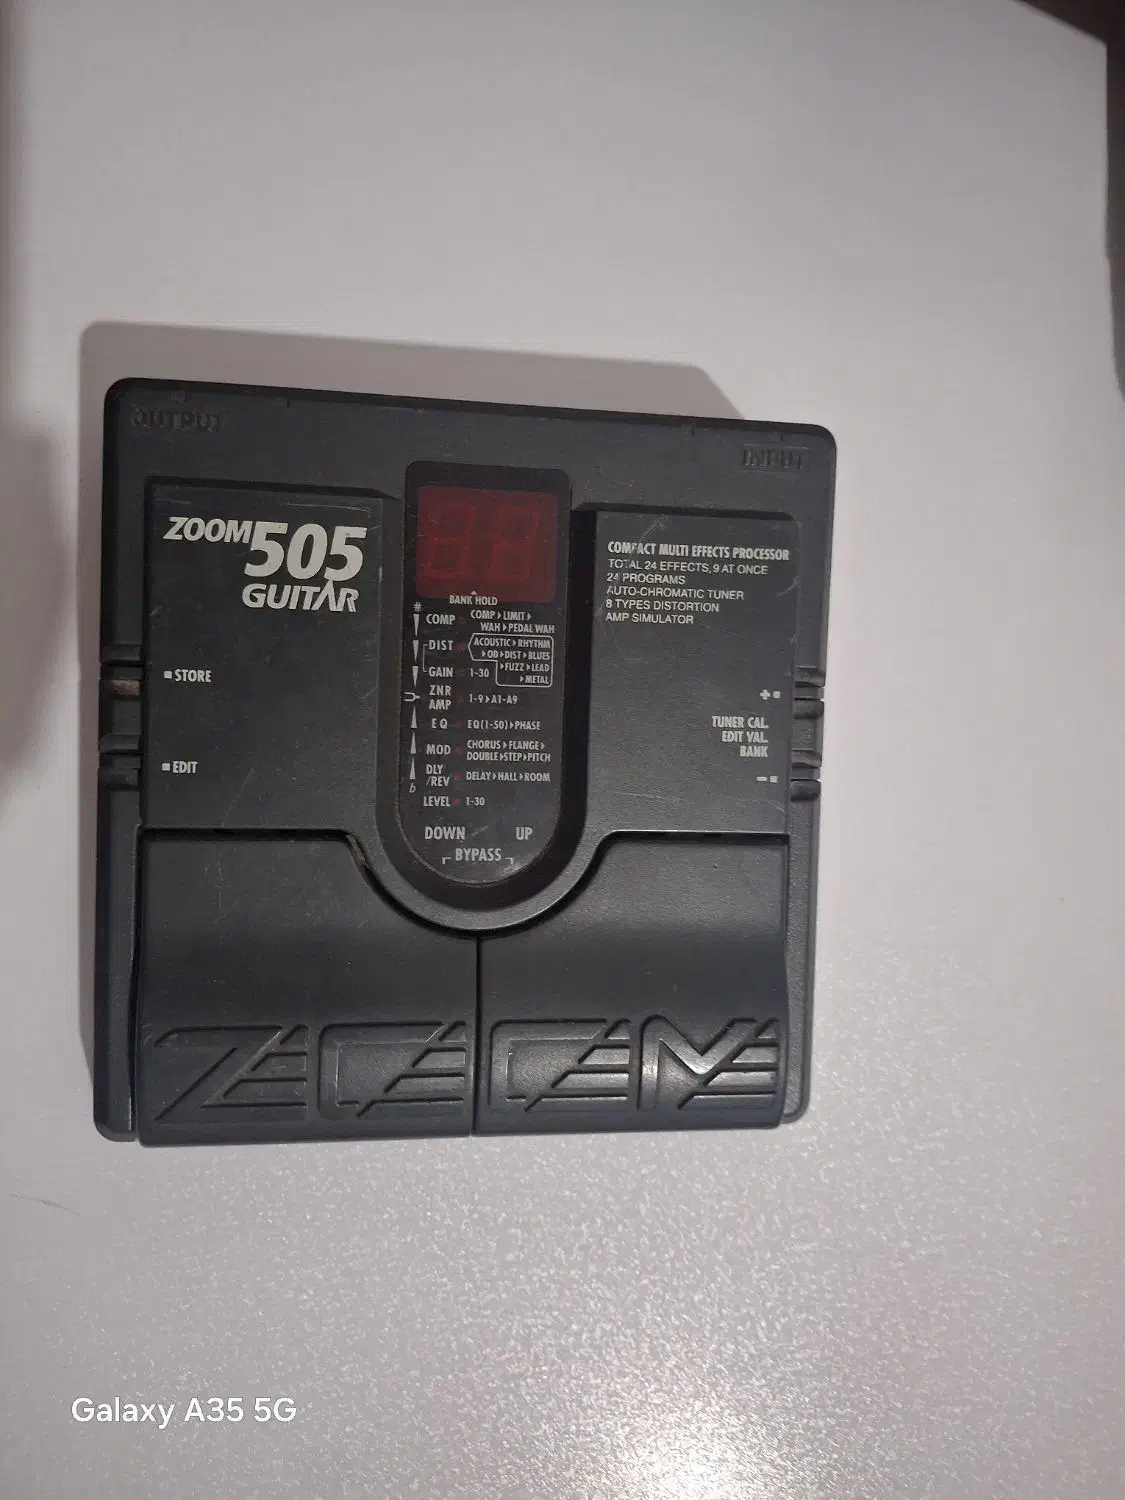 OUTPUT
INPUT
ZOOM 505
GUITAR
COMPACT MULTI EFFECTS PROCESSOR
TOTAL 24 EFFECTS, 9 AT ONCE
24 PROGRAMS
AUTO-CHROMATIC TUNER
8 TYPES DISTORTION
AMP SIMULATOR
BANK HOLD
#
COMP COMP▸LIMIT▸
WAH▸PEDAL WAH
DIST ACOUSTIC▸RHYTHM
▸OD▸DIST▸BLUES
▸FUZZ▸LEAD
▸METAL
GAIN 1-30
ZNR
AMP 1-9▸A1-A9
EQ EQ(1-50)▸PHASE
MOD CHORUS▸FLANGE▸
DOUBLE▸STEP▸PITCH
DLY
/REV DELAY▸HALL▸ROOM
b
LEVEL 1-30
DOWN UP
BYPASS
STORE
EDIT
+
TUNER CAL.
EDIT VAL.
BANK
−
ZOOM
Galaxy A35 5G